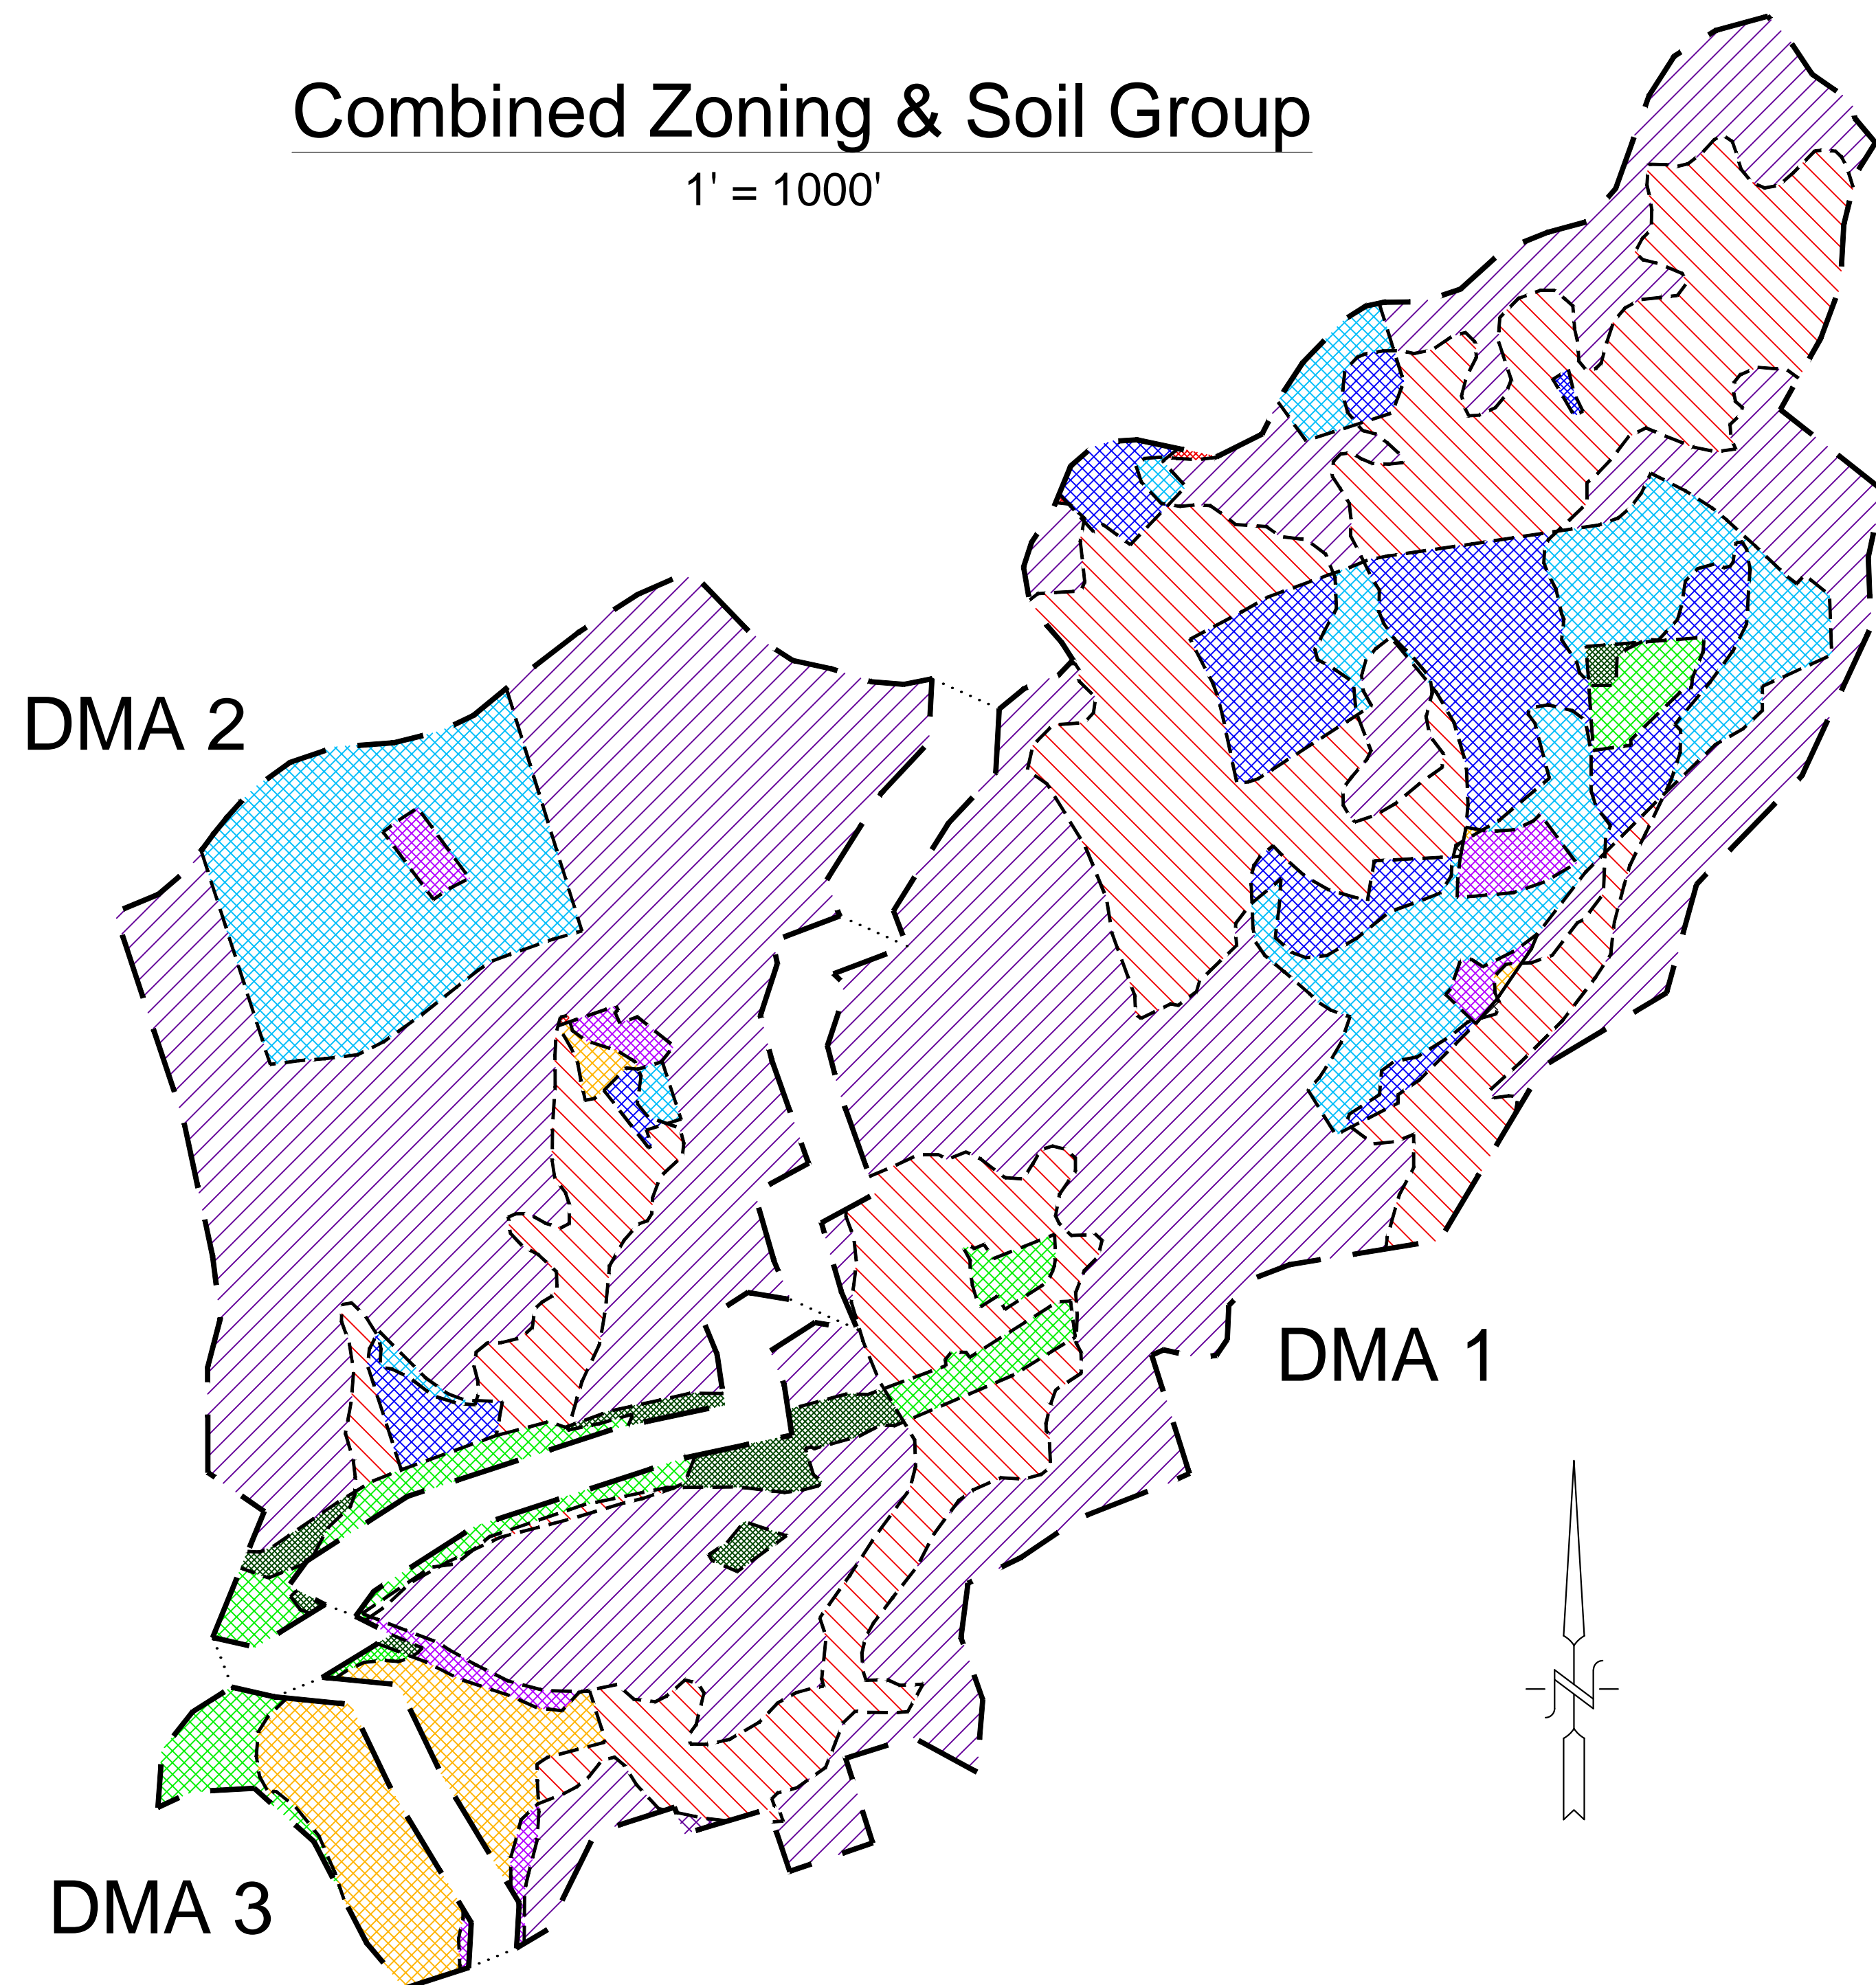 Combined Zoning & Soil Group
1' = 1000'
DMA 2
DMA 1
DMA 3
N